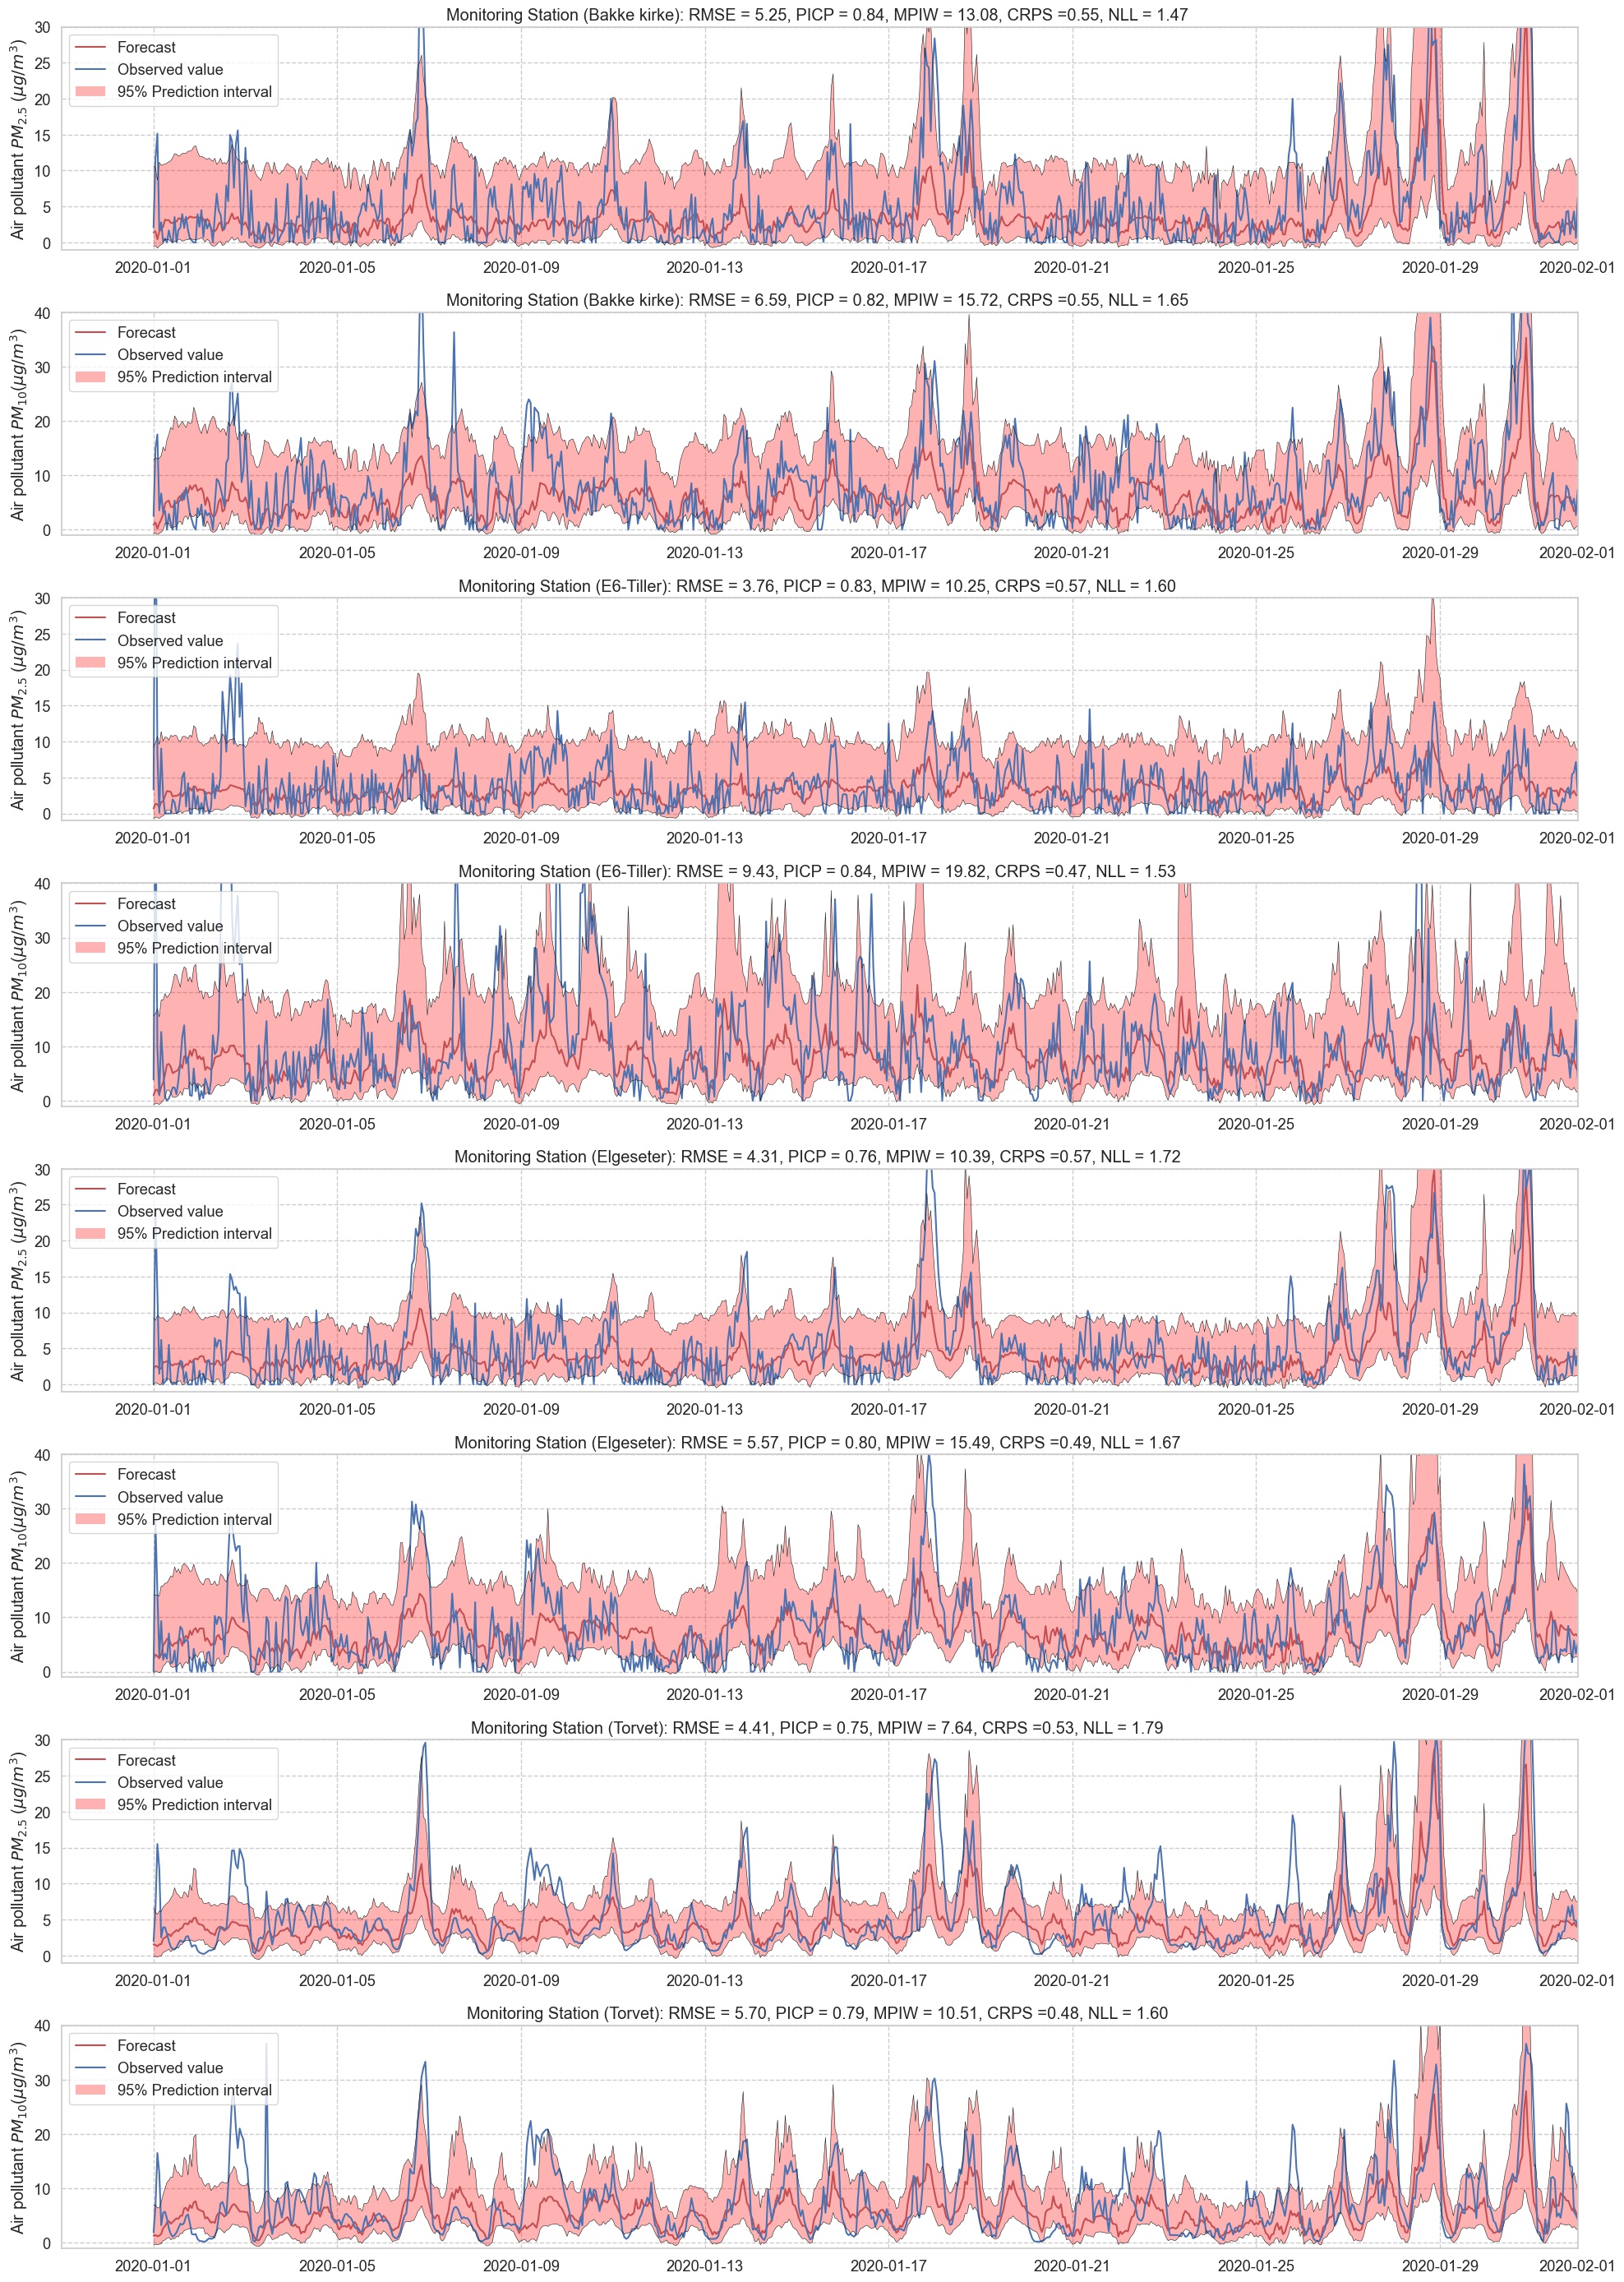 Monitoring Station (Bakke kirke): RMSE = 5.25, PICP = 0.84, MPIW = 13.08, CRPS =0.55, NLL = 1.47
Air pollutant PM2.5 (μg/m3)
30
25
20
15
10
5
0
Forecast
Observed value
95% Prediction interval
2020-01-01 2020-01-05 2020-01-09 2020-01-13 2020-01-17 2020-01-21 2020-01-25 2020-01-29 2020-02-01
Monitoring Station (Bakke kirke): RMSE = 6.59, PICP = 0.82, MPIW = 15.72, CRPS =0.55, NLL = 1.65
Air pollutant PM10(μg/m3)
40
30
20
10
0
Forecast
Observed value
95% Prediction interval
2020-01-01 2020-01-05 2020-01-09 2020-01-13 2020-01-17 2020-01-21 2020-01-25 2020-01-29 2020-02-01
Monitoring Station (E6-Tiller): RMSE = 3.76, PICP = 0.83, MPIW = 10.25, CRPS =0.57, NLL = 1.60
Air pollutant PM2.5 (μg/m3)
30
25
20
15
10
5
0
Forecast
Observed value
95% Prediction interval
2020-01-01 2020-01-05 2020-01-09 2020-01-13 2020-01-17 2020-01-21 2020-01-25 2020-01-29 2020-02-01
Monitoring Station (E6-Tiller): RMSE = 9.43, PICP = 0.84, MPIW = 19.82, CRPS =0.47, NLL = 1.53
Air pollutant PM10(μg/m3)
40
30
20
10
0
Forecast
Observed value
95% Prediction interval
2020-01-01 2020-01-05 2020-01-09 2020-01-13 2020-01-17 2020-01-21 2020-01-25 2020-01-29 2020-02-01
Monitoring Station (Elgeseter): RMSE = 4.31, PICP = 0.76, MPIW = 10.39, CRPS =0.57, NLL = 1.72
Air pollutant PM2.5 (μg/m3)
30
25
20
15
10
5
0
Forecast
Observed value
95% Prediction interval
2020-01-01 2020-01-05 2020-01-09 2020-01-13 2020-01-17 2020-01-21 2020-01-25 2020-01-29 2020-02-01
Monitoring Station (Elgeseter): RMSE = 5.57, PICP = 0.80, MPIW = 15.49, CRPS =0.49, NLL = 1.67
Air pollutant PM10(μg/m3)
40
30
20
10
0
Forecast
Observed value
95% Prediction interval
2020-01-01 2020-01-05 2020-01-09 2020-01-13 2020-01-17 2020-01-21 2020-01-25 2020-01-29 2020-02-01
Monitoring Station (Torvet): RMSE = 4.41, PICP = 0.75, MPIW = 7.64, CRPS =0.53, NLL = 1.79
Air pollutant PM2.5 (μg/m3)
30
25
20
15
10
5
0
Forecast
Observed value
95% Prediction interval
2020-01-01 2020-01-05 2020-01-09 2020-01-13 2020-01-17 2020-01-21 2020-01-25 2020-01-29 2020-02-01
Monitoring Station (Torvet): RMSE = 5.70, PICP = 0.79, MPIW = 10.51, CRPS =0.48, NLL = 1.60
Air pollutant PM10(μg/m3)
40
30
20
10
0
Forecast
Observed value
95% Prediction interval
2020-01-01 2020-01-05 2020-01-09 2020-01-13 2020-01-17 2020-01-21 2020-01-25 2020-01-29 2020-02-01